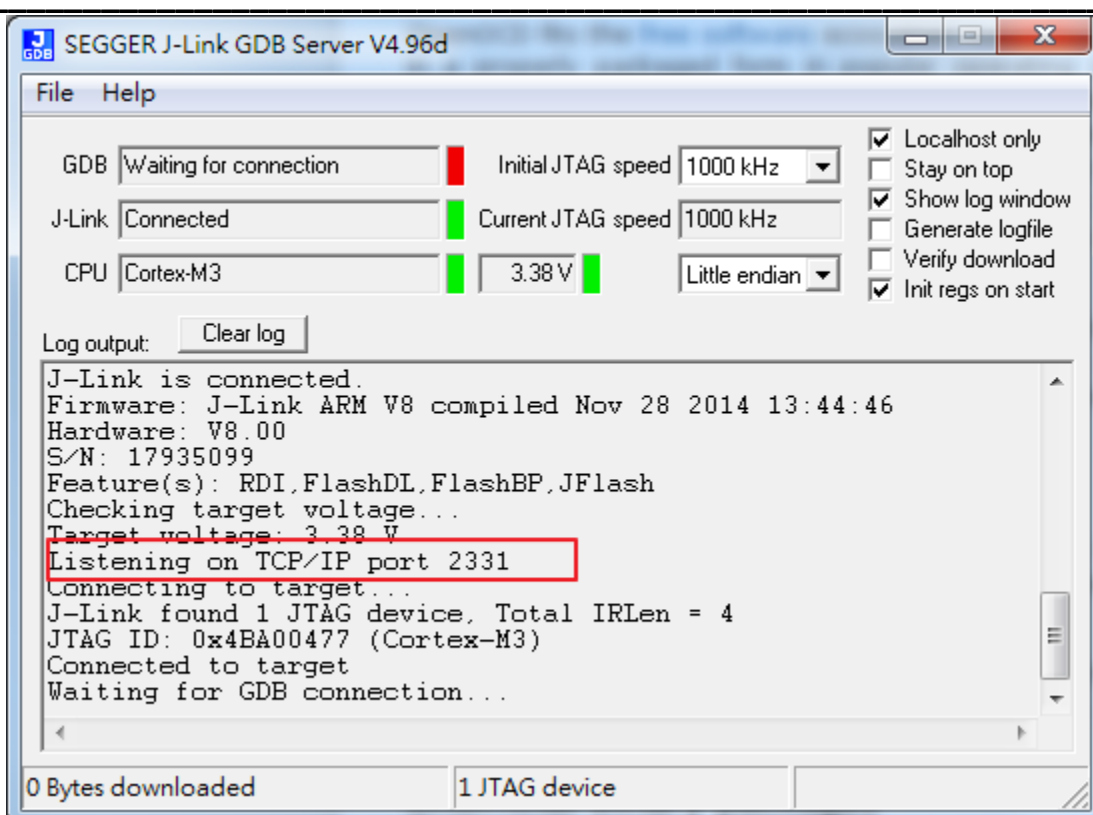 J GDB SEGGER J-Link GDB Server V4.96d
File Help
GDB Waiting for connection Initial JTAG speed 1000 kHz
J-Link Connected Current JTAG speed 1000 kHz
CPU Cortex-M3 3.38 V Little endian
Localhost only
Stay on top
Show log window
Generate logfile
Verify download
Init regs on start
Log output: Clear log
J-Link is connected.
Firmware: J-Link ARM V8 compiled Nov 28 2014 13:44:46
Hardware: V8.00
S/N: 17935099
Feature(s): RDI,FlashDL,FlashBP,JFlash
Checking target voltage...
Target voltage: 3.38 V
Listening on TCP/IP port 2331
Connecting to target...
J-Link found 1 JTAG device, Total IRLen = 4
JTAG ID: 0x4BA00477 (Cortex-M3)
Connected to target
Waiting for GDB connection...
0 Bytes downloaded 1 JTAG device